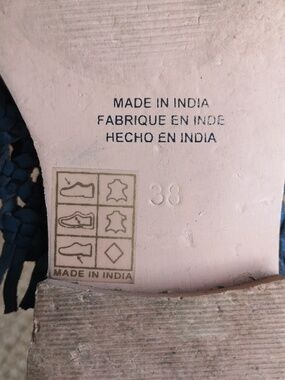 MADE IN INDIA
FABRIQUE EN INDE
HECHO EN INDIA
38
MADE IN INDIA